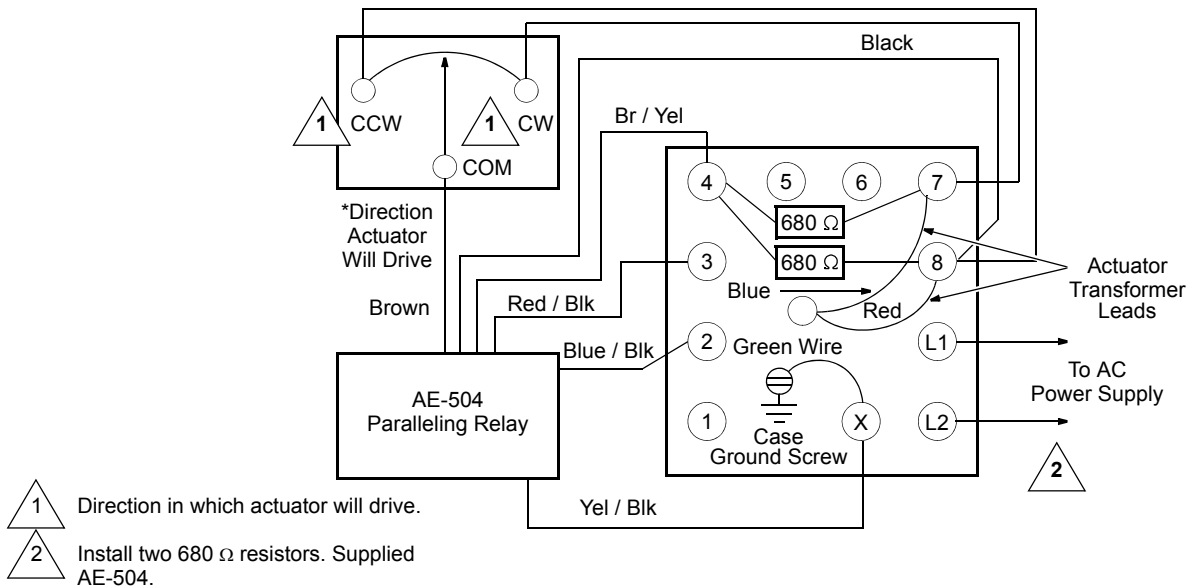 Black
Br / Yel
1
CCW
1
CW
COM
4
5
6
7
*Direction
Actuator
Will Drive
680 Ω
680 Ω
3
8
Blue
Red
Actuator
Transformer
Leads
Brown
Red / Blk
Blue / Blk
2
Green Wire
L1
To AC
Power Supply
AE-504
Paralleling Relay
1
Case
Ground Screw
X
L2
2
Yel / Blk
1 Direction in which actuator will drive.
2 Install two 680 Ω resistors. Supplied
AE-504.